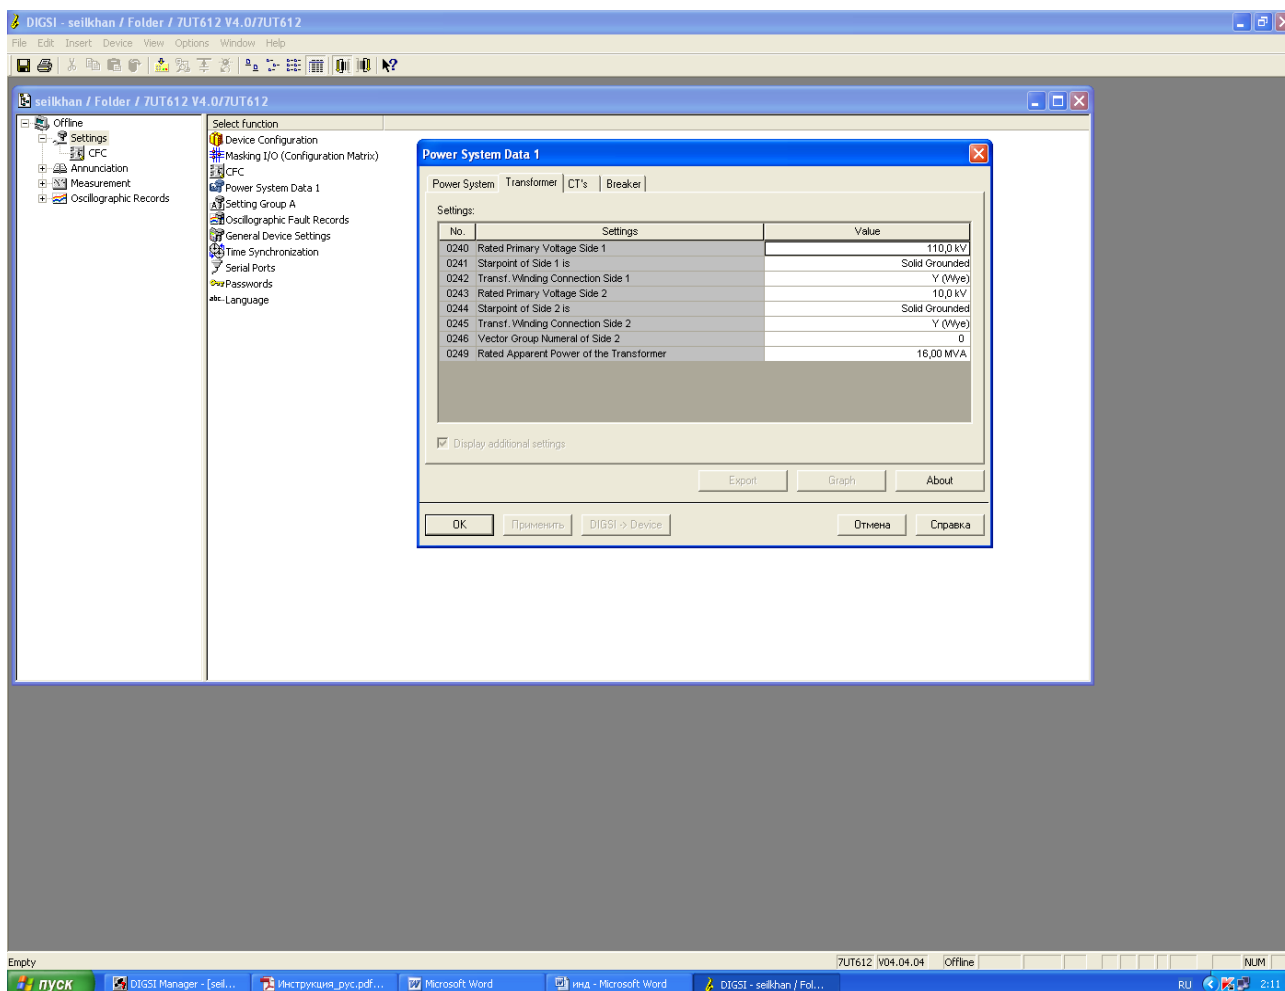 DIGSI - seilkhan / Folder / 7UT612 V4.0/7UT612
File Edit Insert Device View Options Window Help
seilkhan / Folder / 7UT612 V4.0/7UT612
Offline
Settings
CFC
Annunciation
Measurement
Oscillographic Records
Select function
Device Configuration
Masking I/O (Configuration Matrix)
CFC
Power System Data 1
Setting Group A
Oscillographic Fault Records
General Device Settings
Time Synchronization
Serial Ports
Passwords
abc Language
Power System Data 1
Power System Transformer CT's Breaker
Settings:
No. Settings Value
0240 Rated Primary Voltage Side 1 110,0 kV
0241 Starpoint of Side 1 is Solid Grounded
0242 Transf. Winding Connection Side 1 Y (Wye)
0243 Rated Primary Voltage Side 2 10,0 kV
0244 Starpoint of Side 2 is Solid Grounded
0245 Transf. Winding Connection Side 2 Y (Wye)
0246 Vector Group Numeral of Side 2 0
0249 Rated Apparent Power of the Transformer 16,00 MVA
Display additional settings
Export Graph About
OK Применить DIGSI -> Device Отмена Справка
Empty 7UT612 V04.04.04 Offline NUM
пуск DIGSI Manager - [seil... Инструкция_рус.pdf... Microsoft Word инд - Microsoft Word DIGSI - seilkhan / Fol... RU 2:11